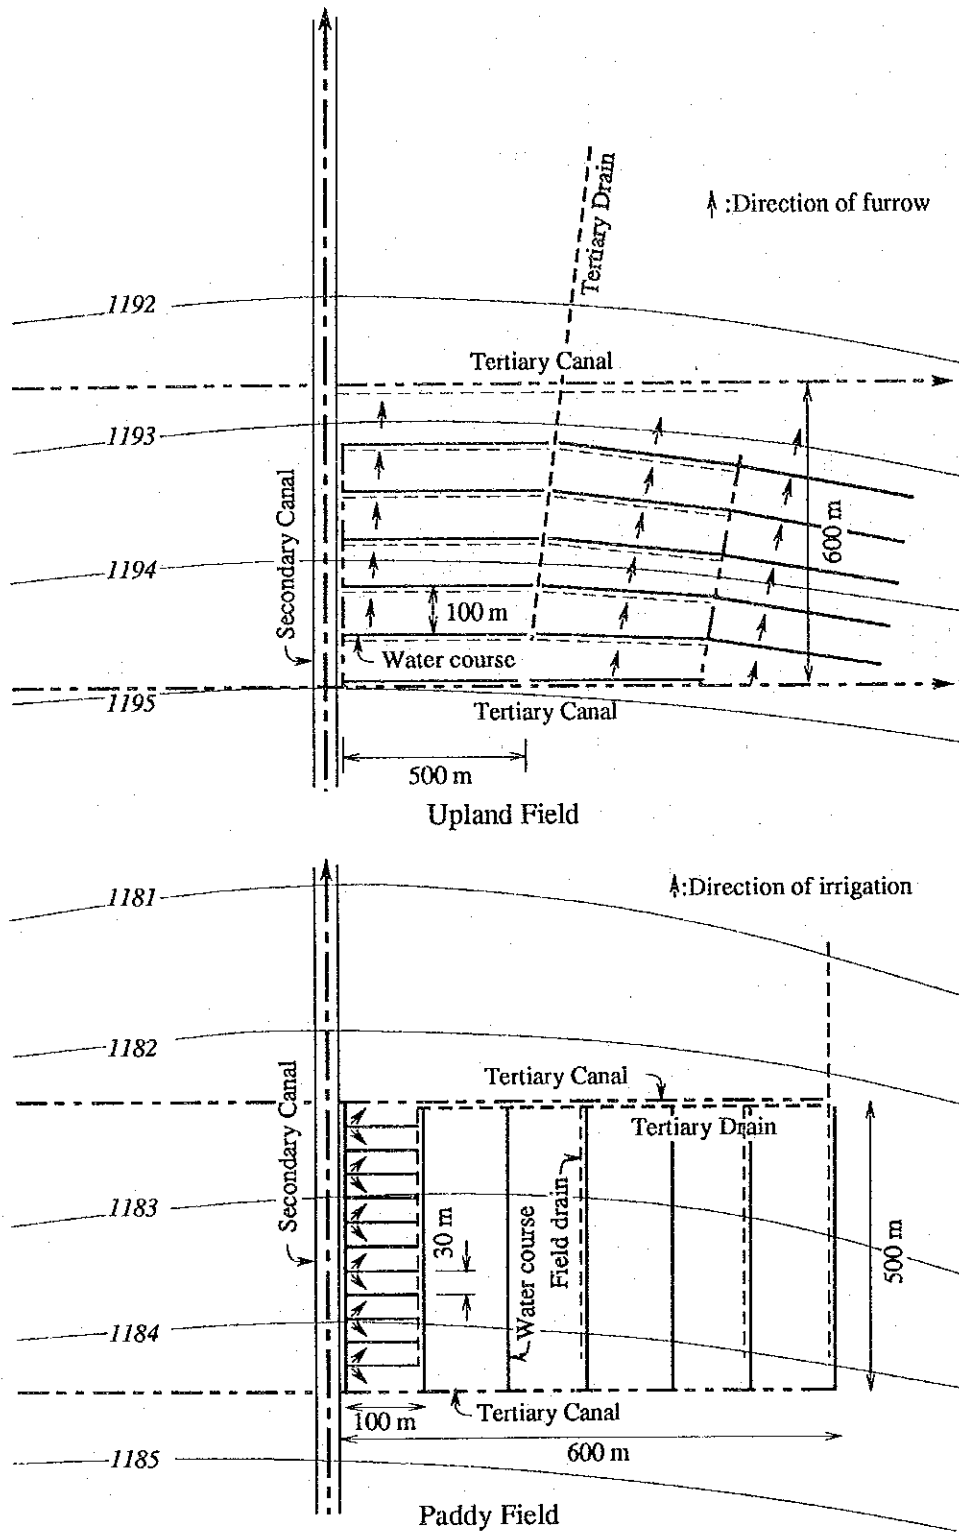 Tertiary Drain
:Direction of furrow
1192
Tertiary Canal
1193
Secondary Canal
600 m
1194
100 m
Water course
1195
Tertiary Canal
500 m
Upland Field
1181
:Direction of irrigation
1182
Tertiary Canal
Secondary Canal
Tertiary Drain
1183
30 m
Water course
Field drain
500 m
1184
100 m
Tertiary Canal
600 m
1185
Paddy Field